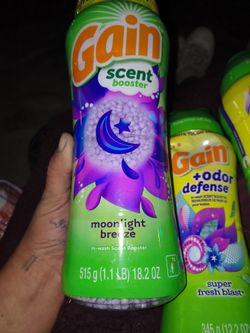 Gain
scent
booster
moonlight
breeze
in-wash Scent Booster
515 g (1.1 LB) 18.2 OZ
Gain
+odor
defense
super
fresh blast